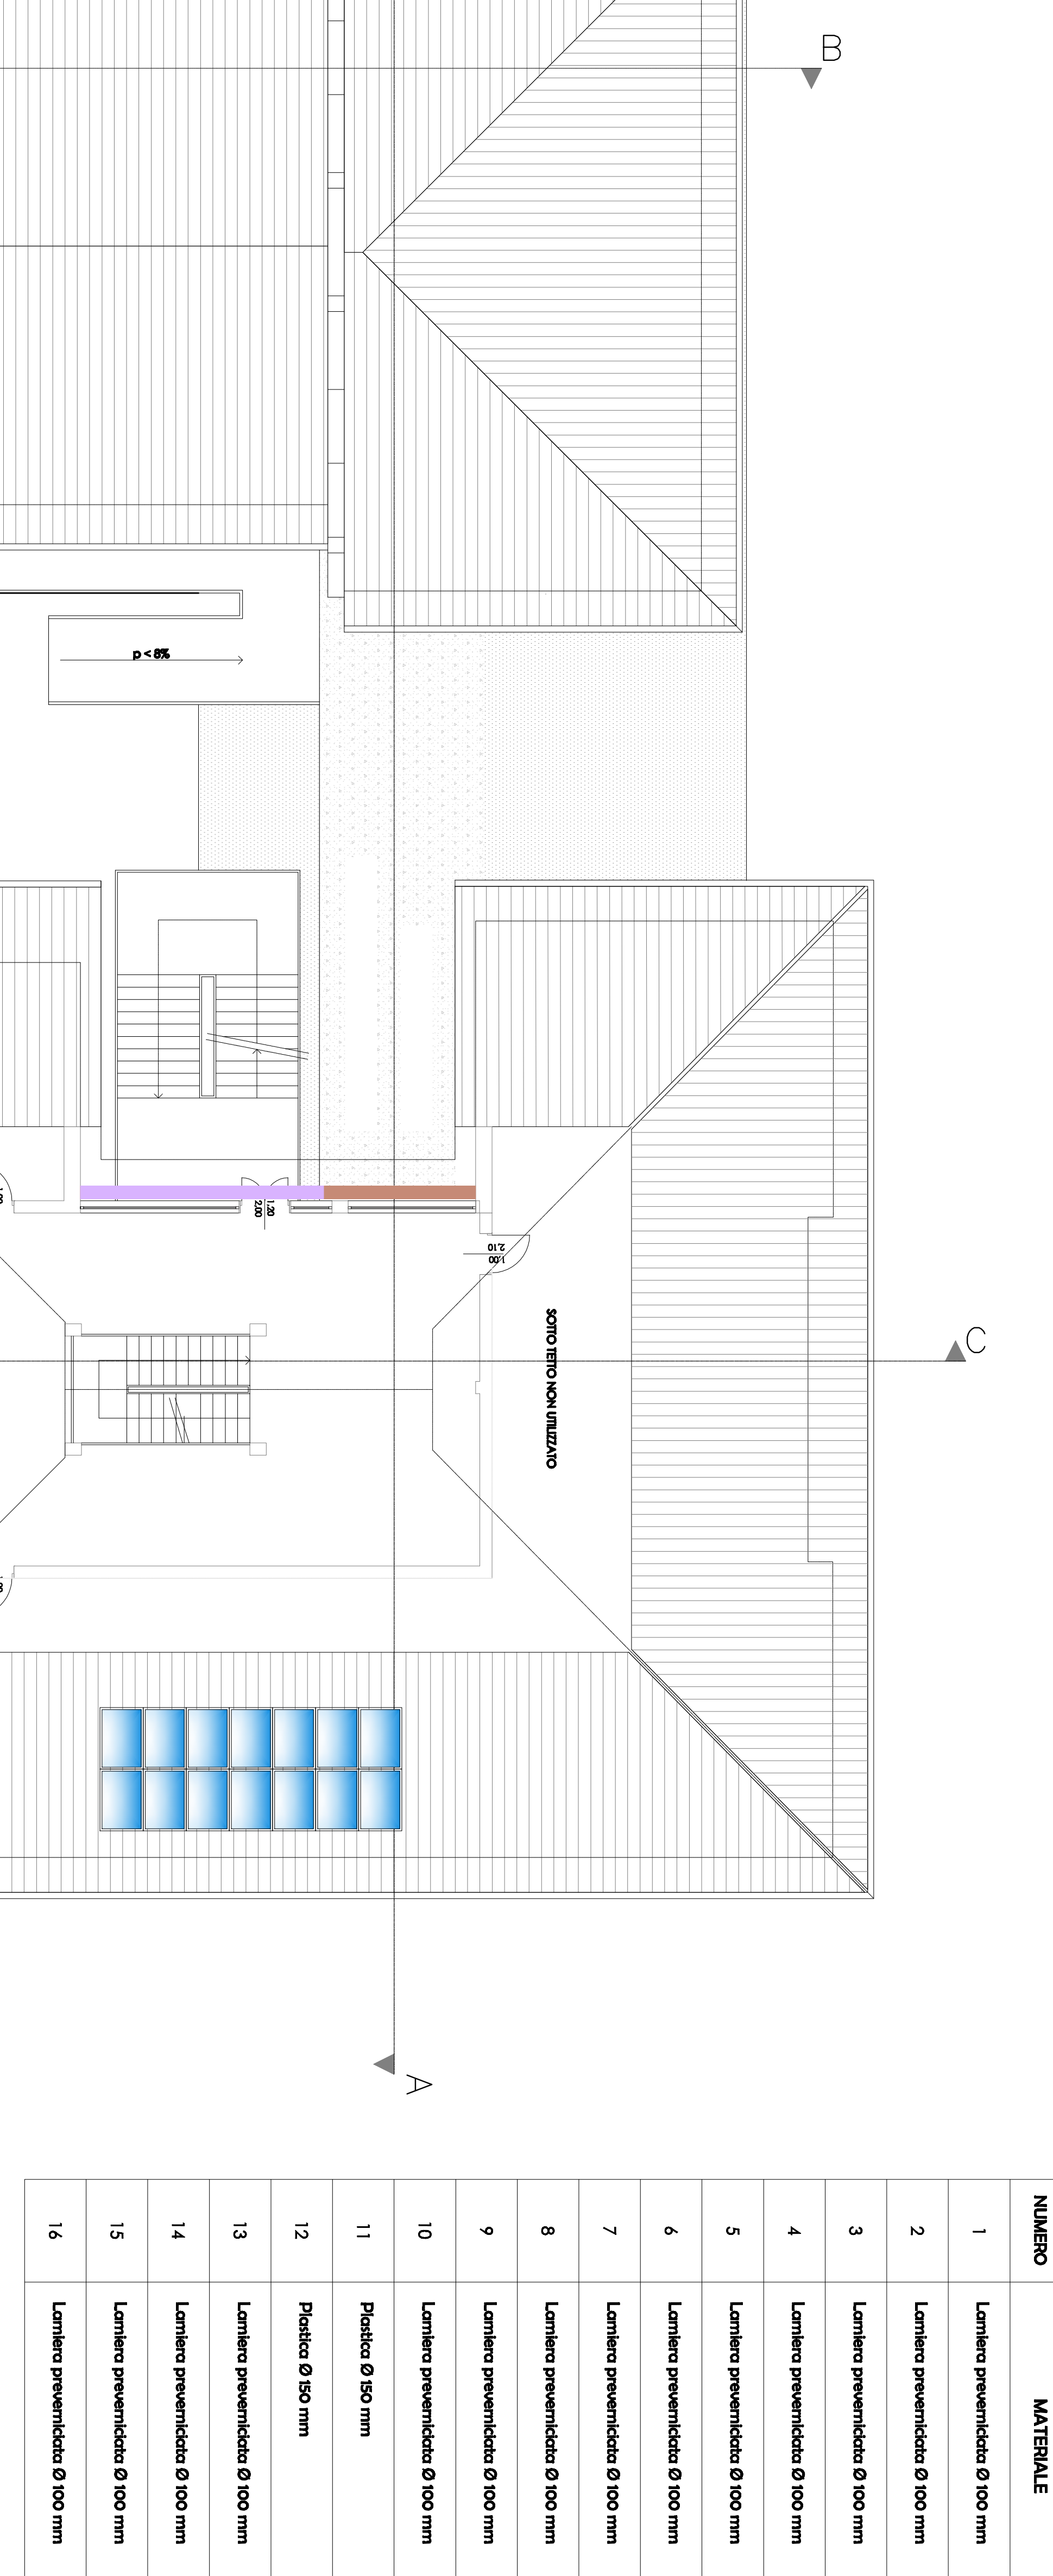 B
p < 8%
1.20
2.00
1.00
2.10
SOTTO TETTO NON UTILIZZATO
C
A
NUMERO MATERIALE
1 Lamiera preverniciata Ø 100 mm
2 Lamiera preverniciata Ø 100 mm
3 Lamiera preverniciata Ø 100 mm
4 Lamiera preverniciata Ø 100 mm
5 Lamiera preverniciata Ø 100 mm
6 Lamiera preverniciata Ø 100 mm
7 Lamiera preverniciata Ø 100 mm
8 Lamiera preverniciata Ø 100 mm
9 Lamiera preverniciata Ø 100 mm
10 Lamiera preverniciata Ø 100 mm
11 Plastica Ø 150 mm
12 Plastica Ø 150 mm
13 Lamiera preverniciata Ø 100 mm
14 Lamiera preverniciata Ø 100 mm
15 Lamiera preverniciata Ø 100 mm
16 Lamiera preverniciata Ø 100 mm